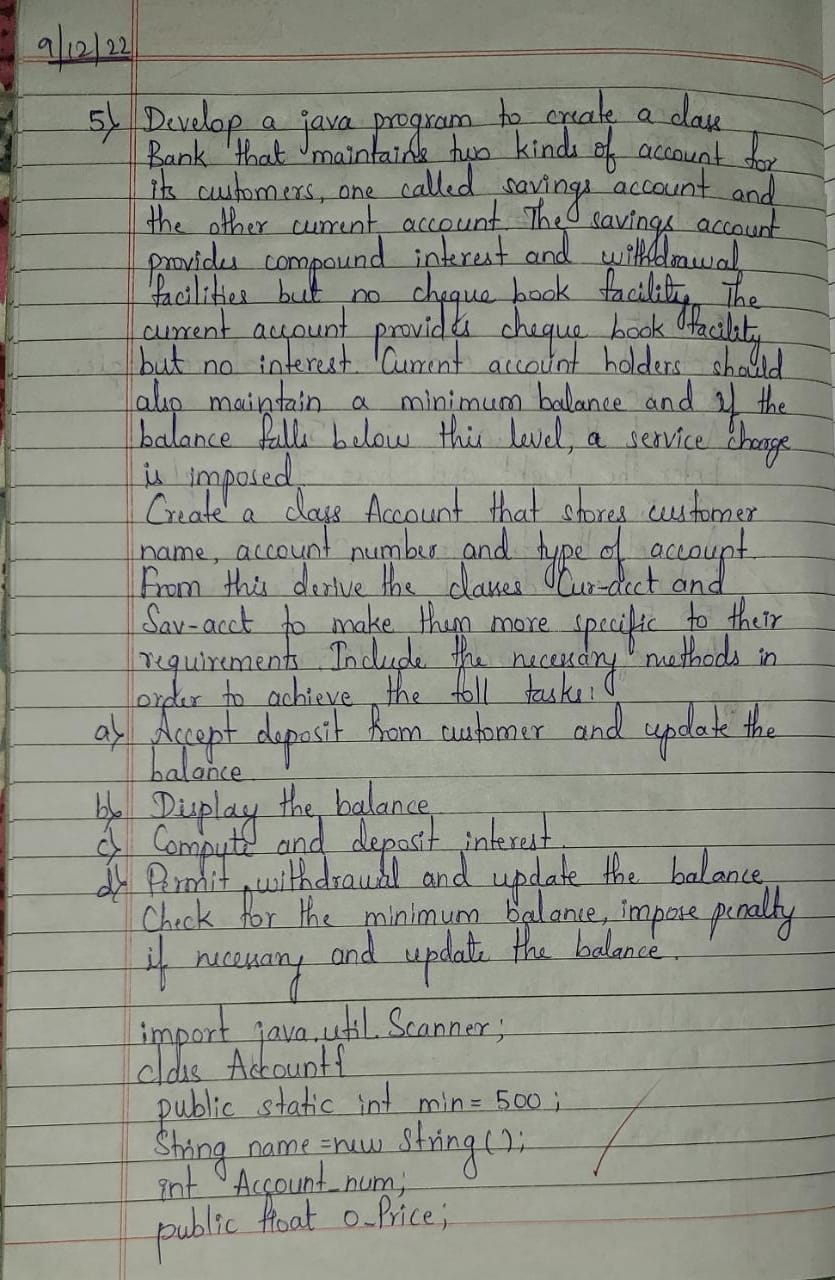 9/12/22
5) Develop a java program to create a class
Bank that maintains two kinds of account for
its customers, one called savings account and
the other current account. The savings account
provides compound interest and withdrawal
facilities but no cheque book facility. The
current account provides cheque book facility
but no interest. Current account holders should
also maintain a minimum balance and if the
balance falls below this level, a service charge
is imposed.
Create a class Account that stores customer
name, account number and type of account.
From this derive the classes Cur-acct and
Sav-acct to make them more specific to their
requirements. Include the necessary methods in
order to achieve the foll tasks:
a) Accept deposit from customer and update the
balance.
b) Display the balance
c) Compute and deposit interest.
d) Permit withdrawal and update the balance
Check for the minimum balance, impose penalty
if necessary and update the balance.
import java.util.Scanner;
class Account{
public static int min = 500;
String name = new String();
int Account_num;
public float o_Price;